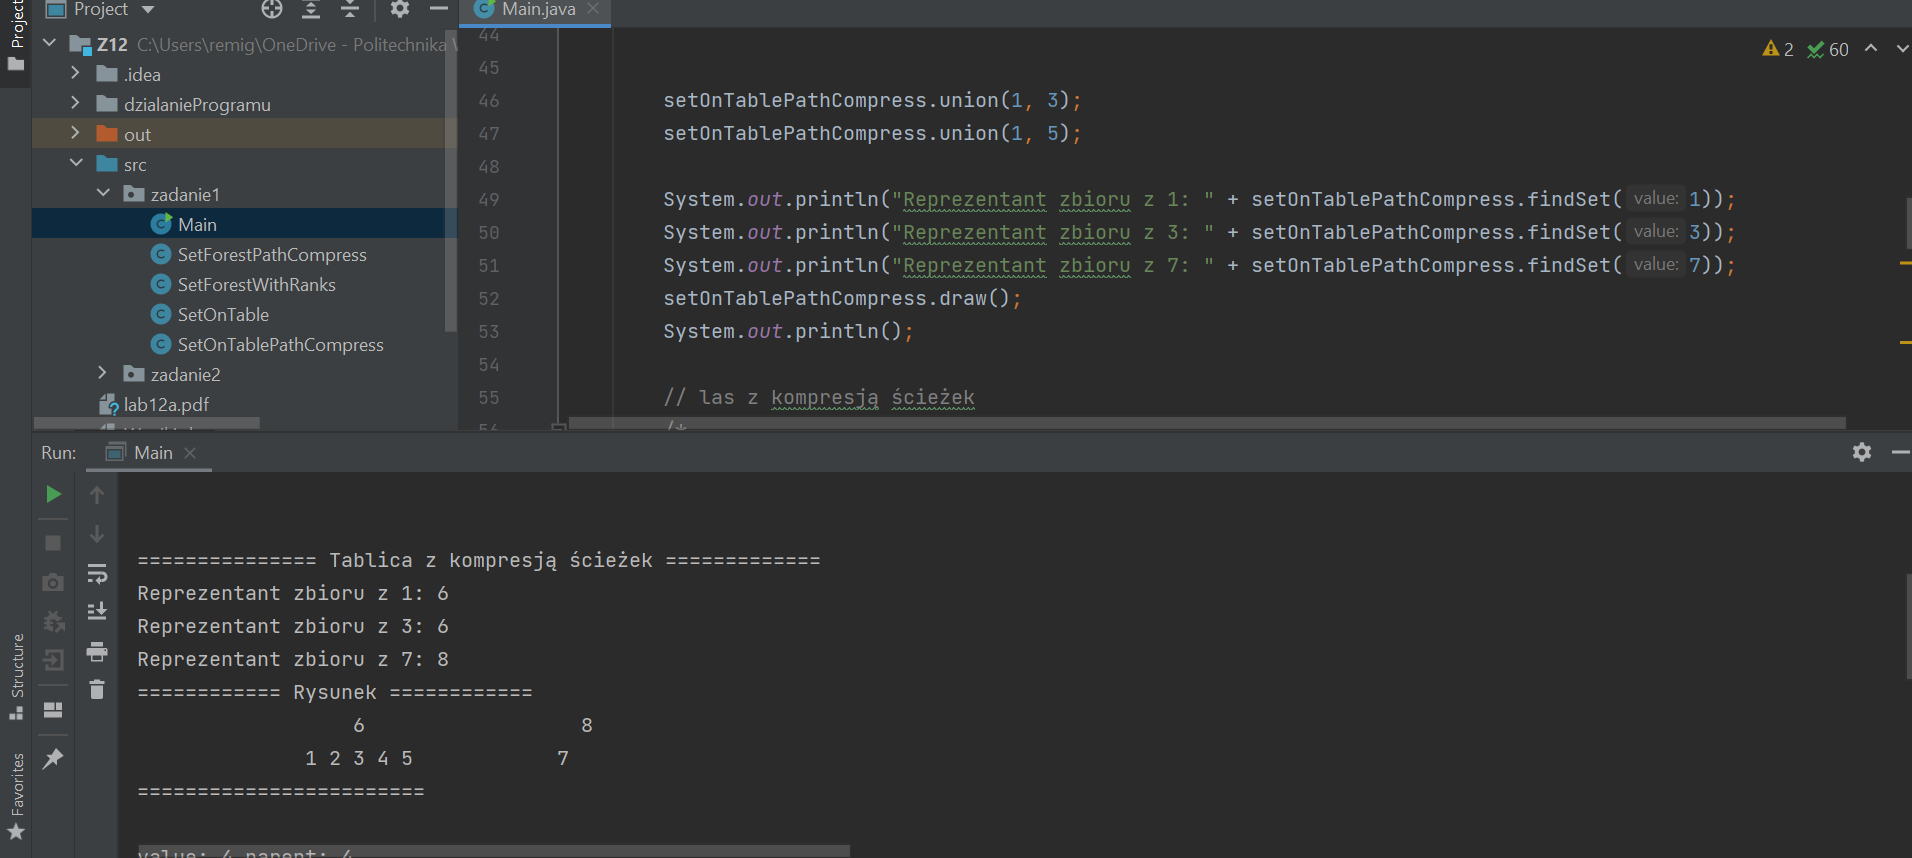 Project
Project
Main.java
Z12 C:\Users\remig\OneDrive - Politechnika
.idea
dzialanieProgramu
out
src
zadanie1
Main
SetForestPathCompress
SetForestWithRanks
SetOnTable
SetOnTablePathCompress
zadanie2
lab12a.pdf
2 60
44
45
46 setOnTablePathCompress.union(1, 3);
47 setOnTablePathCompress.union(1, 5);
48
49 System.out.println("Reprezentant zbioru z 1: " + setOnTablePathCompress.findSet( value: 1));
50 System.out.println("Reprezentant zbioru z 3: " + setOnTablePathCompress.findSet( value: 3));
51 System.out.println("Reprezentant zbioru z 7: " + setOnTablePathCompress.findSet( value: 7));
52 setOnTablePathCompress.draw();
53 System.out.println();
54
55 // las z kompresją ścieżek
56 /*
Run: Main
=============== Tablica z kompresją ścieżek =============
Reprezentant zbioru z 1: 6
Reprezentant zbioru z 3: 6
Reprezentant zbioru z 7: 8
============ Rysunek ============
6 8
1 2 3 4 5 7
========================
value: 4 parent: 4
Structure
Favorites